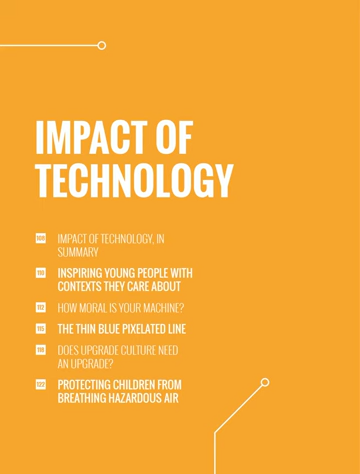 IMPACT OF
TECHNOLOGY
IMPACT OF TECHNOLOGY, IN
SUMMARY
INSPIRING YOUNG PEOPLE WITH
CONTEXTS THEY CARE ABOUT
HOW MORAL IS YOUR MACHINE?
THE THIN BLUE PIXELATED LINE
DOES UPGRADE CULTURE NEED
AN UPGRADE?
PROTECTING CHILDREN FROM
BREATHING HAZARDOUS AIR